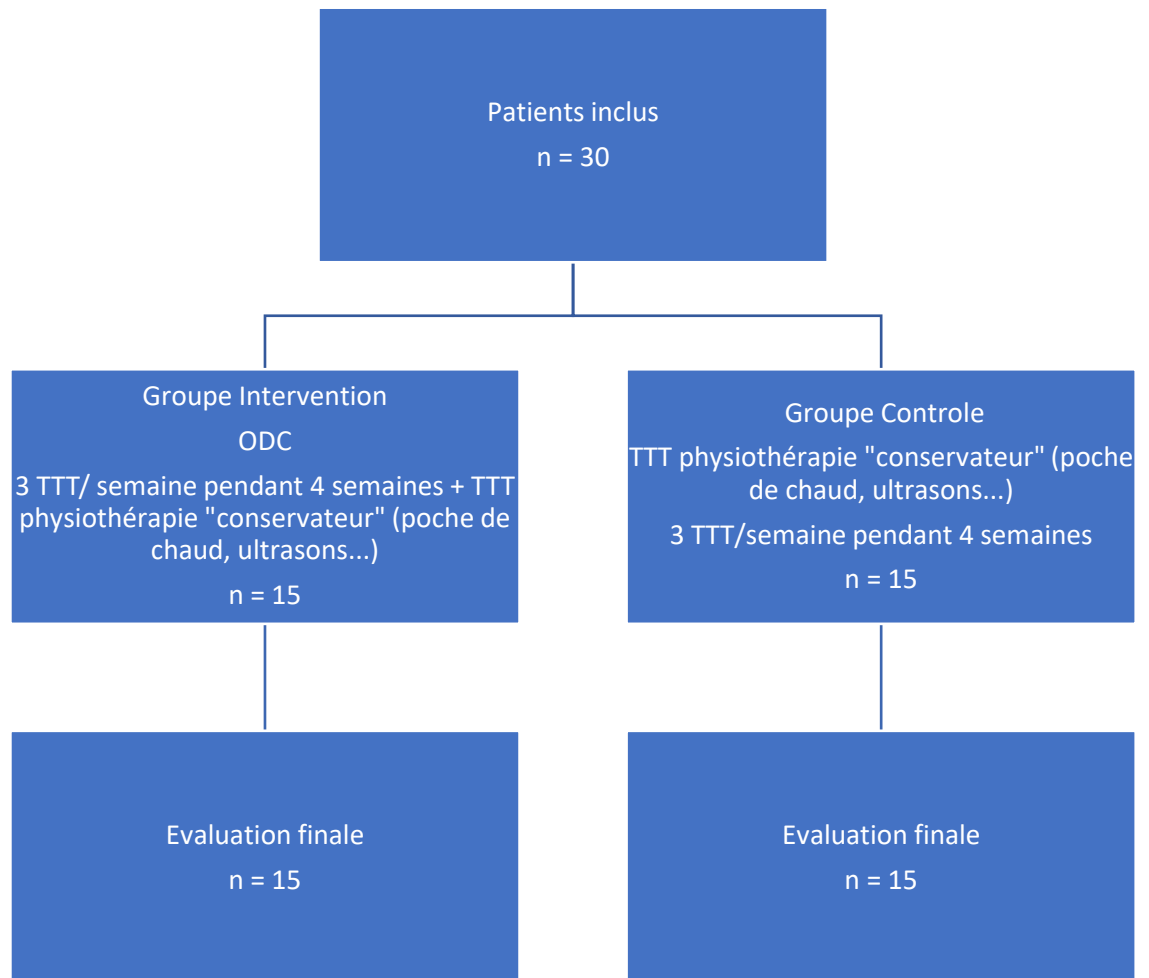 Patients inclus
n = 30
Groupe Intervention
ODC
3 TTT/ semaine pendant 4 semaines + TTT
physiothérapie "conservateur" (poche de
chaud, ultrasons...)
n = 15
Groupe Controle
TTT physiothérapie "conservateur" (poche
de chaud, ultrasons...)
3 TTT/semaine pendant 4 semaines
n = 15
Evaluation finale
n = 15
Evaluation finale
n = 15